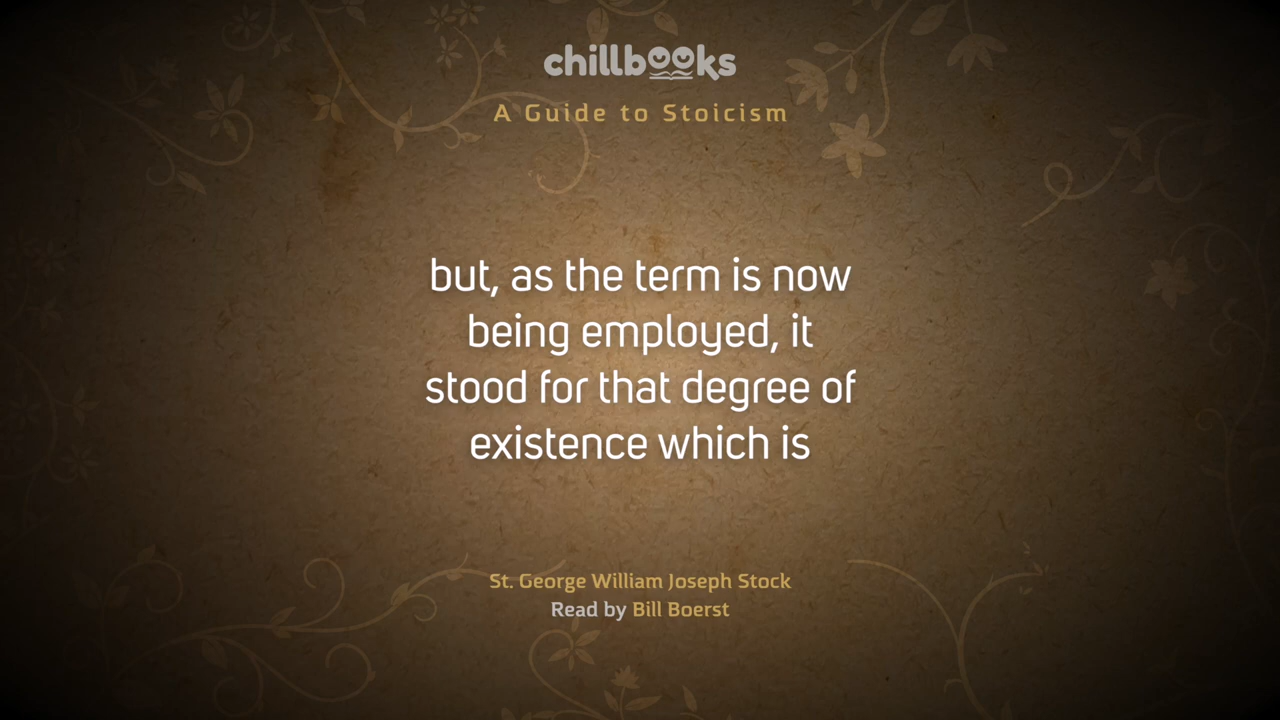 chillbooks
A Guide to Stoicism
but, as the term is now
being employed, it
stood for that degree of
existence which is
St. George William Joseph Stock
Read by Bill Boerst